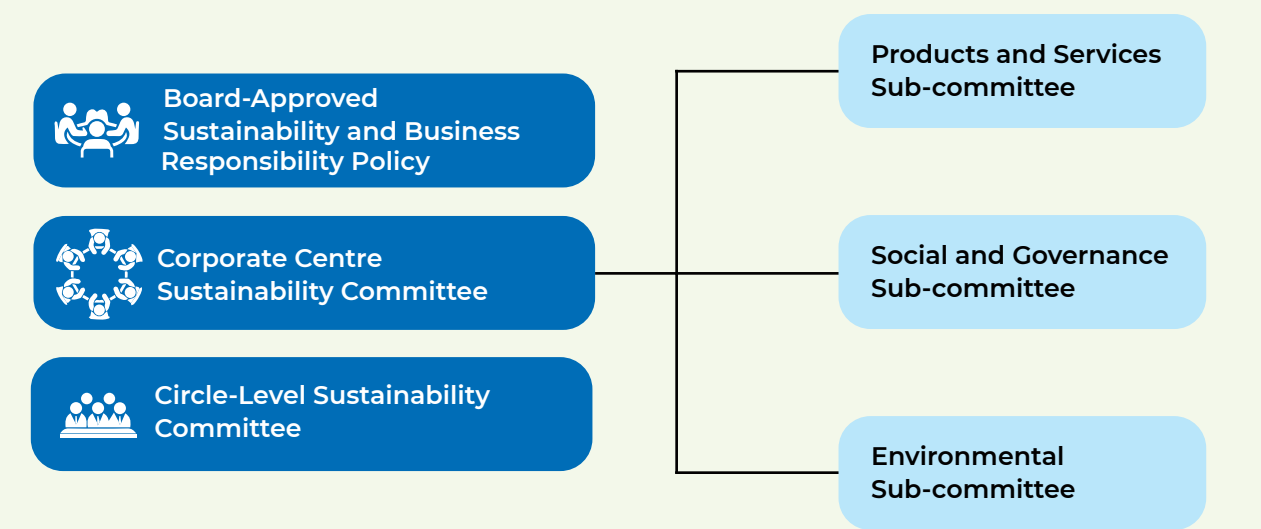 Board-Approved
Sustainability and Business
Responsibility Policy
Corporate Centre
Sustainability Committee
Circle-Level Sustainability
Committee
Products and Services
Sub-committee
Social and Governance
Sub-committee
Environmental
Sub-committee